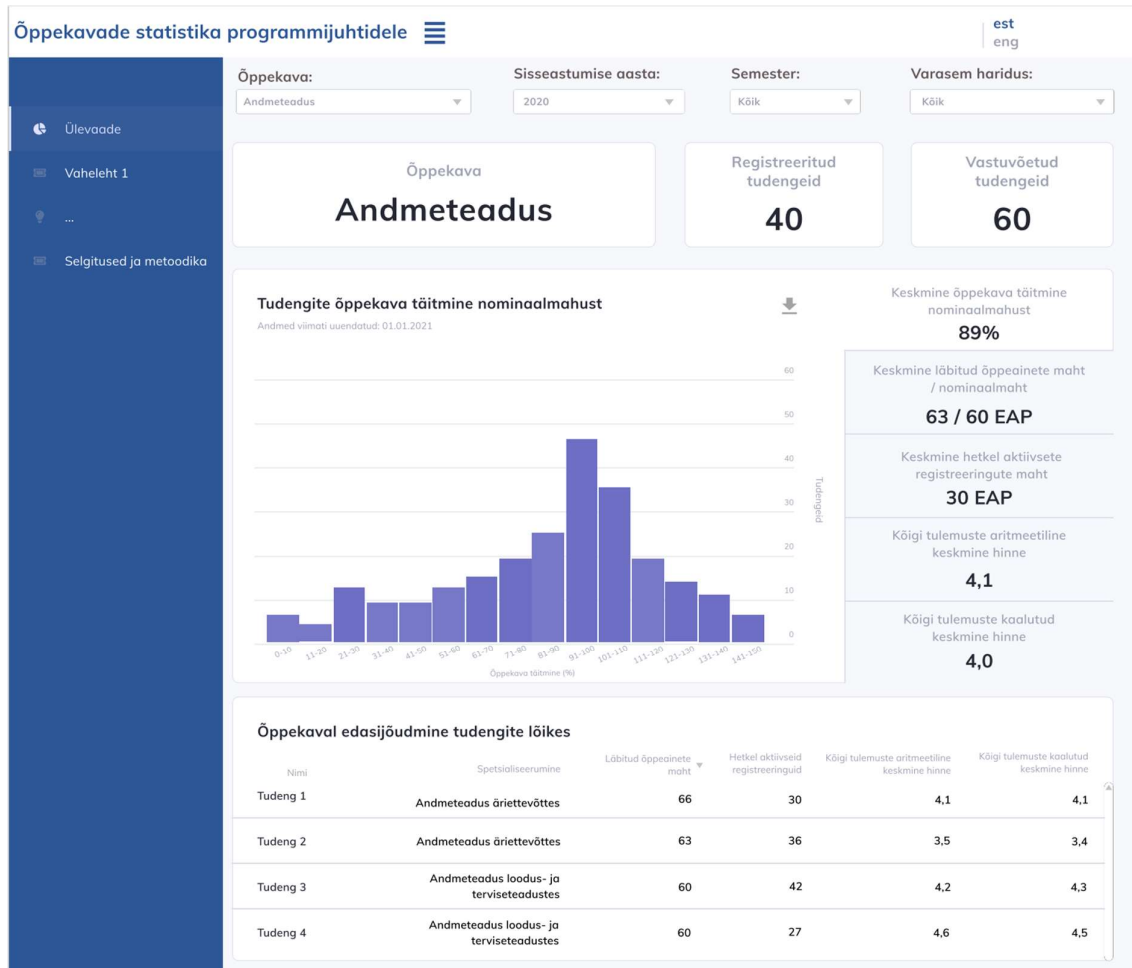 Õppekavade statistika programmijuhtidele
est
eng
Ülevaade
Vaheleht 1
...
Selgitused ja metoodika
Õppekava:
Sisseastumise aasta:
Semester:
Varasem haridus:
Andmeteadus
2020
Kõik
Kõik
Õppekava
Andmeteadus
Registreeritud
tudengeid
40
Vastuvõetud
tudengeid
60
Tudengite õppekava täitmine nominaalmahust
Andmed viimati uuendatud: 01.01.2021
60
50
40
30
20
10
0
Tudengeid
0-10
11-20
21-30
31-40
41-50
51-60
61-70
71-80
81-90
91-100
101-110
111-120
121-130
131-140
141-150
Õppekava täitmine (%)
Keskmine õppekava täitmine
nominaalmahust
89%
Keskmine läbitud õppeainete maht
/ nominaalmaht
63 / 60 EAP
Keskmine hetkel aktiivsete
registreeringute maht
30 EAP
Kõigi tulemuste aritmeetiline
keskmine hinne
4,1
Kõigi tulemuste kaalutud
keskmine hinne
4,0
Õppekaval edasijõudmine tudengite lõikes
Nimi
Spetsialiseerumine
Läbitud õppeainete
maht
Hetkel aktiivseid
registreeringuid
Kõigi tulemuste aritmeetiline
keskmine hinne
Kõigi tulemuste kaalutud
keskmine hinne
Tudeng 1
Andmeteadus äriettevõttes
66
30
4,1
4,1
Tudeng 2
Andmeteadus äriettevõttes
63
36
3,5
3,4
Tudeng 3
Andmeteadus loodus- ja
terviseteadustes
60
42
4,2
4,3
Tudeng 4
Andmeteadus loodus- ja
terviseteadustes
60
27
4,6
4,5